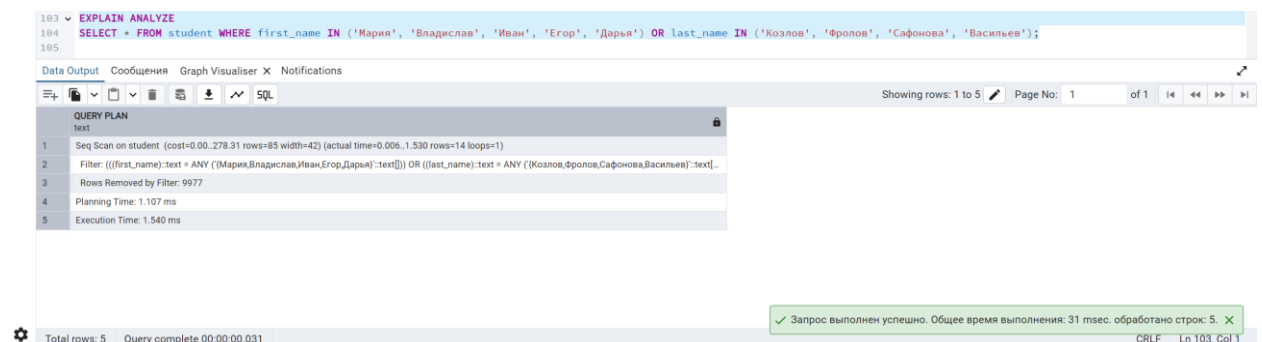 103 EXPLAIN ANALYZE
104 SELECT * FROM student WHERE first_name IN ('Мария', 'Владислав', 'Иван', 'Егор', 'Дарья') OR last_name IN ('Козлов', 'Фролов', 'Сафонова', 'Васильев');
105
Data Output Сообщения Graph Visualiser X Notifications
SQL Showing rows: 1 to 5 Page No: 1 of 1
QUERY PLAN
text
1 Seq Scan on student (cost=0.00..278.31 rows=85 width=42) (actual time=0.006..1.530 rows=14 loops=1)
2 Filter: (((first_name)::text = ANY ('{Мария,Владислав,Иван,Егор,Дарья}'::text[])) OR ((last_name)::text = ANY ('{Козлов,Фролов,Сафонова,Васильев}'::text[...
3 Rows Removed by Filter: 9977
4 Planning Time: 1.107 ms
5 Execution Time: 1.540 ms
Запрос выполнен успешно. Общее время выполнения: 31 msec. обработано строк: 5. X
Total rows: 5 Query complete 00:00:00.031 CRLF Ln 103, Col 1